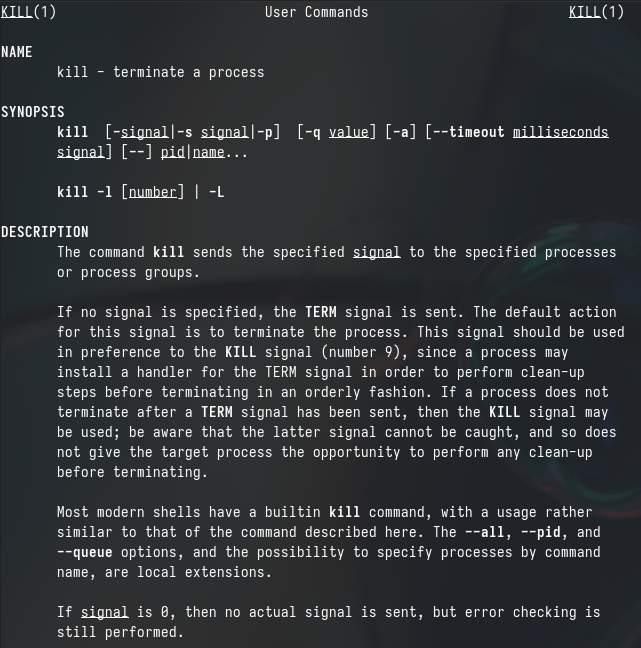 KILL(1) User Commands KILL(1)
NAME
kill - terminate a process
SYNOPSIS
kill [-signal|-s signal|-p] [-q value] [-a] [--timeout milliseconds
signal] [--] pid|name...
kill -l [number] | -L
DESCRIPTION
The command kill sends the specified signal to the specified processes
or process groups.
If no signal is specified, the TERM signal is sent. The default action
for this signal is to terminate the process. This signal should be used
in preference to the KILL signal (number 9), since a process may
install a handler for the TERM signal in order to perform clean-up
steps before terminating in an orderly fashion. If a process does not
terminate after a TERM signal has been sent, then the KILL signal may
be used; be aware that the latter signal cannot be caught, and so does
not give the target process the opportunity to perform any clean-up
before terminating.
Most modern shells have a builtin kill command, with a usage rather
similar to that of the command described here. The --all, --pid, and
--queue options, and the possibility to specify processes by command
name, are local extensions.
If signal is 0, then no actual signal is sent, but error checking is
still performed.